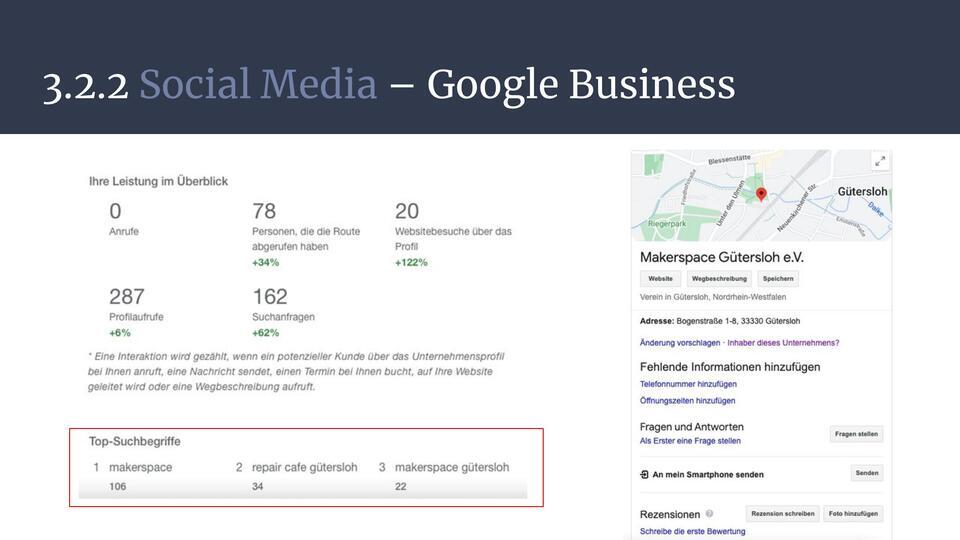 3.2.2 Social Media – Google Business
Ihre Leistung im Überblick
0
Anrufe
78
Personen, die die Route
abgerufen haben
+34%
20
Websitebesuche über das
Profil
+122%
287
Profilaufrufe
+6%
162
Suchanfragen
+62%
* Eine Interaktion wird gezählt, wenn ein potenzieller Kunde über das Unternehmensprofil
bei Ihnen anruft, eine Nachricht sendet, einen Termin bei Ihnen bucht, auf Ihre Website
geleitet wird oder eine Wegbeschreibung aufruft.
Top-Suchbegriffe
1 makerspace
106
2 repair cafe gütersloh
34
3 makerspace gütersloh
22
Blessenstätte
Friedhofstraße
Unter den Ulmen
Neuenkirchener Str.
Gütersloh
Dalke
Riegerpark
Makerspace Gütersloh e.V.
Website Wegbeschreibung Speichern
Verein in Gütersloh, Nordrhein-Westfalen
Adresse: Bogenstraße 1-8, 33330 Gütersloh
Änderung vorschlagen · Inhaber dieses Unternehmens?
Fehlende Informationen hinzufügen
Telefonnummer hinzufügen
Öffnungszeiten hinzufügen
Fragen und Antworten
Als Erster eine Frage stellen
Fragen stellen
An mein Smartphone senden
Senden
Rezensionen
Rezension schreiben Foto hinzufügen
Schreibe die erste Bewertung